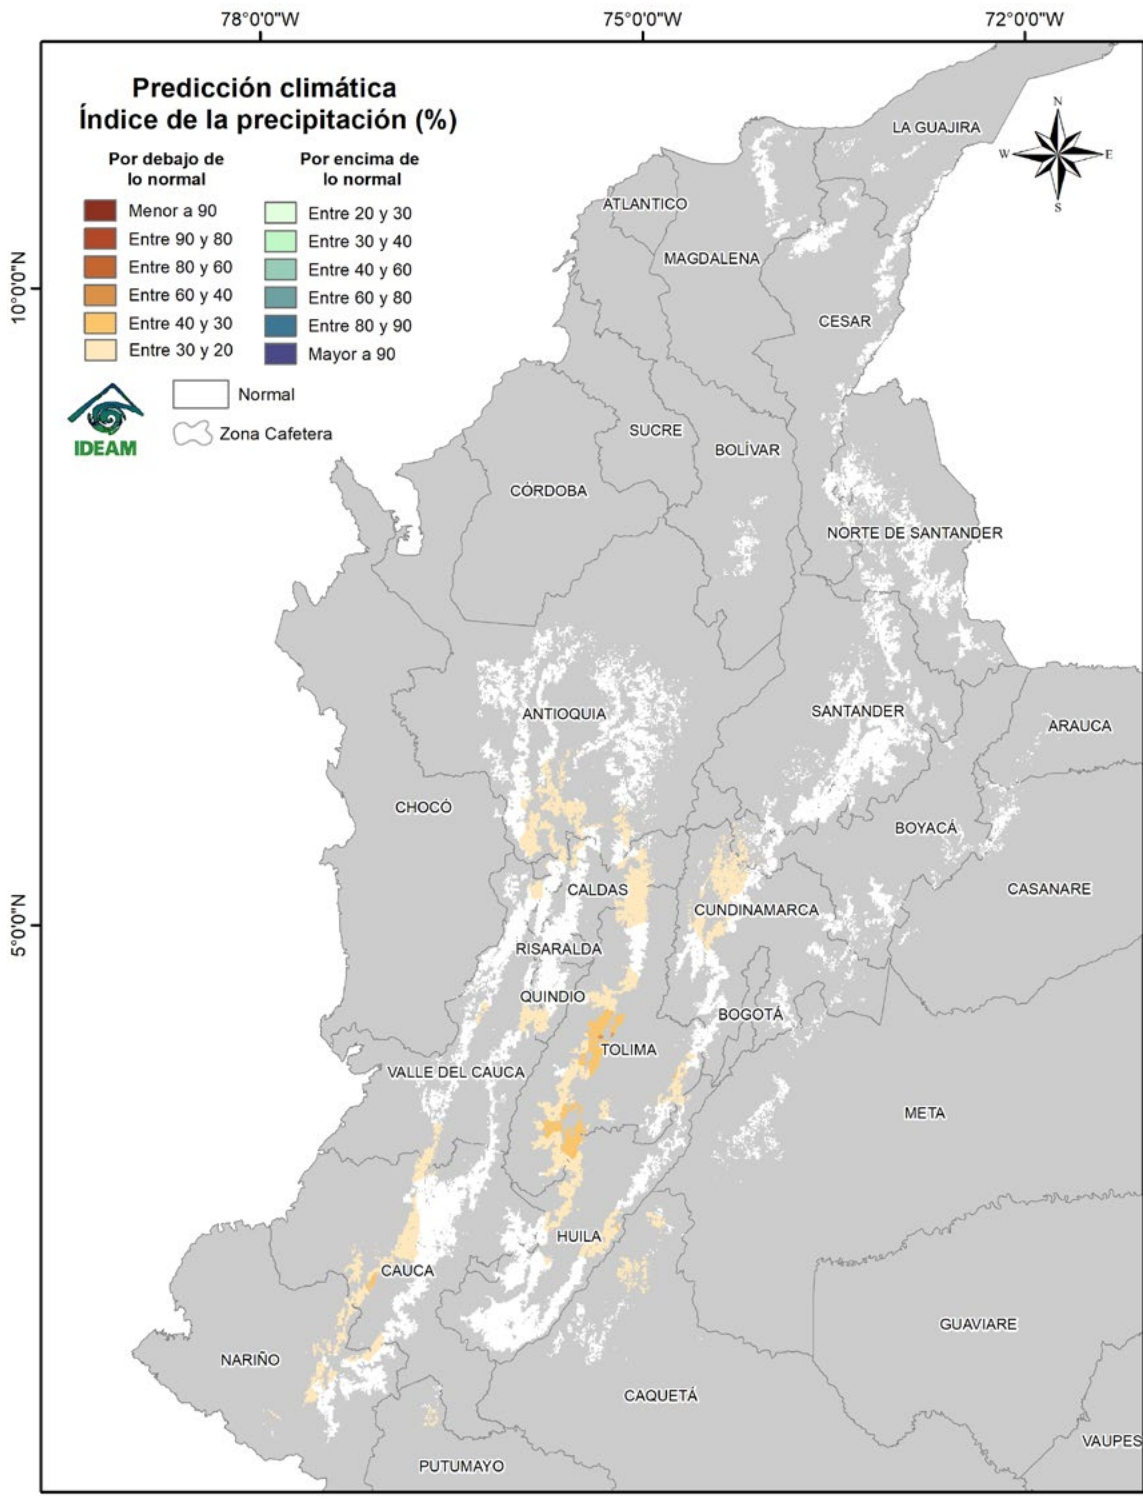 78°0'0"W
75°0'0"W
72°0'0"W
Predicción climática
Índice de la precipitación (%)
Por debajo de
lo normal
Menor a 90
Entre 90 y 80
Entre 80 y 60
Entre 60 y 40
Entre 40 y 30
Entre 30 y 20
Por encima de
lo normal
Entre 20 y 30
Entre 30 y 40
Entre 40 y 60
Entre 60 y 80
Entre 80 y 90
Mayor a 90
IDEAM
Normal
Zona Cafetera
N
W
E
S
10°0'0"N
5°0'0"N
LA GUAJIRA
ATLANTICO
MAGDALENA
CESAR
SUCRE
BOLÍVAR
CÓRDOBA
NORTE DE SANTANDER
ANTIOQUIA
SANTANDER
ARAUCA
CHOCÓ
BOYACÁ
CALDAS
CASANARE
CUNDINAMARCA
RISARALDA
QUINDIO
BOGOTÁ
TOLIMA
VALLE DEL CAUCA
META
HUILA
CAUCA
GUAVIARE
NARIÑO
CAQUETÁ
VAUPES
PUTUMAYO